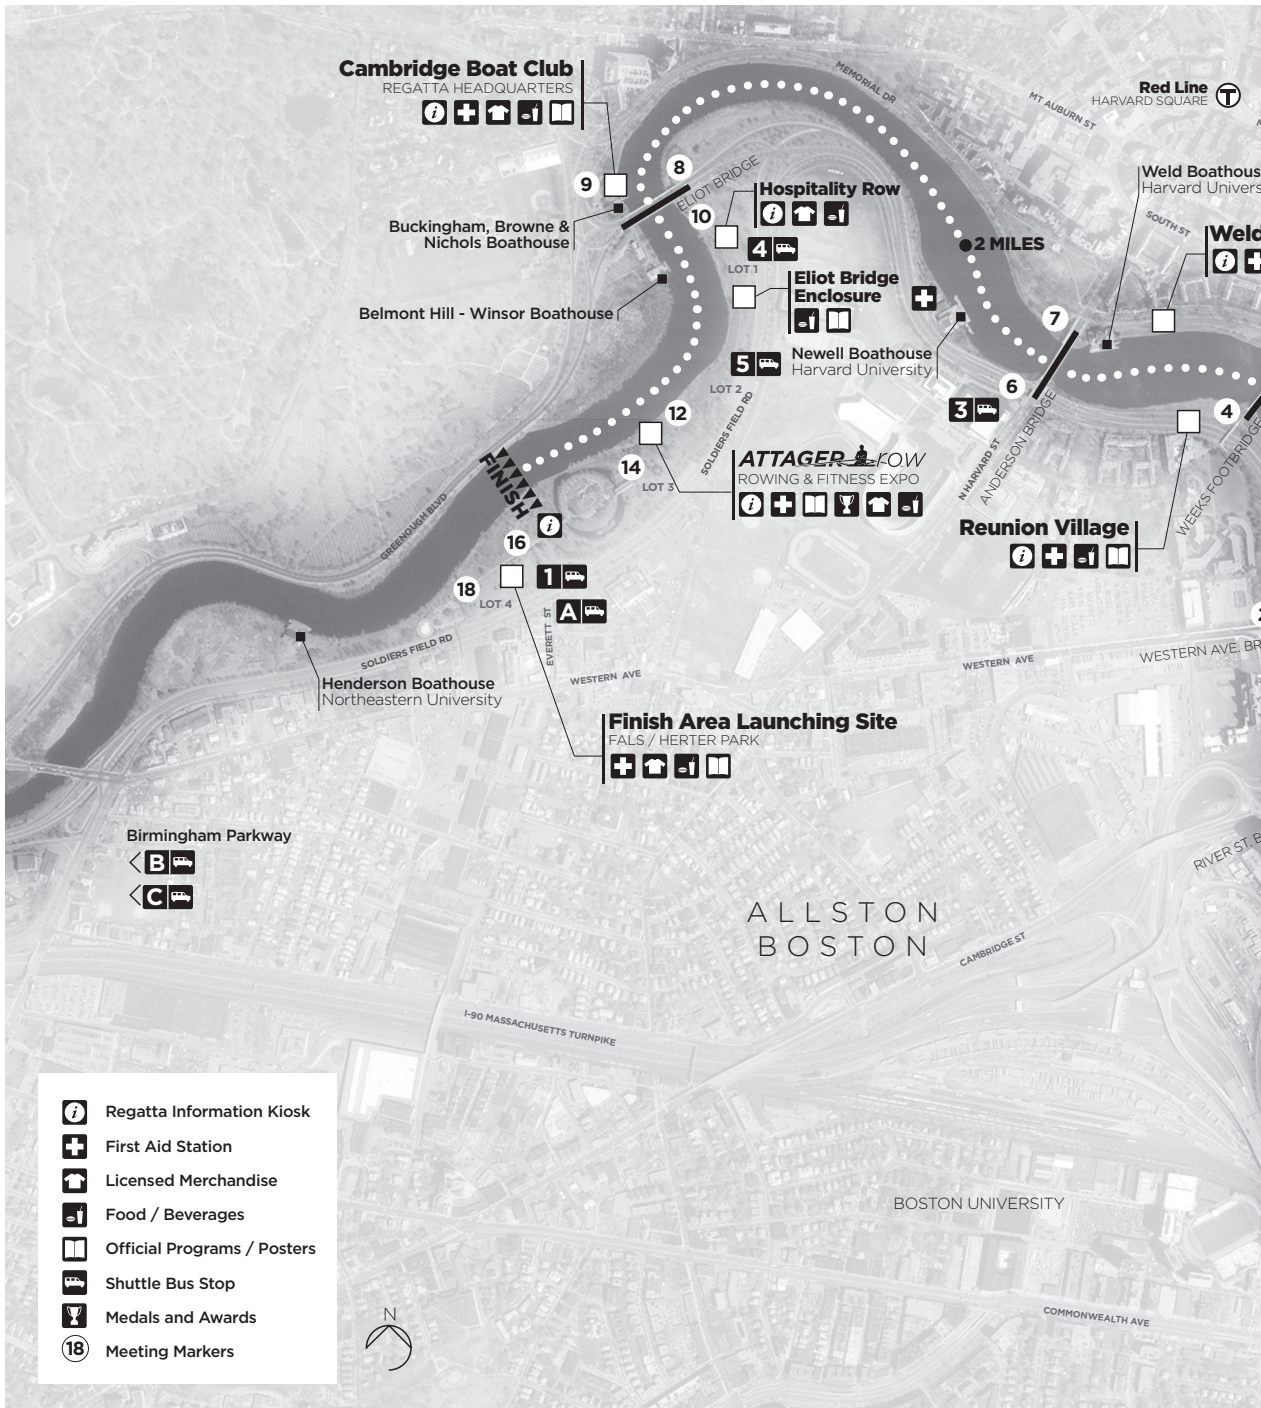 Cambridge Boat Club
REGATTA HEADQUARTERS
MEMORIAL DR
MT AUBURN ST
Red Line
HARVARD SQUARE
T
8
9
ELIOT BRIDGE
10
Hospitality Row
Weld Boathous
Harvard Univers
SOUTH ST
Weld
Buckingham, Browne &
Nichols Boathouse
4
LOT 1
2 MILES
Eliot Bridge
Enclosure
Belmont Hill - Winsor Boathouse
7
5
LOT 2
Newell Boathouse
Harvard University
6
3
4
12
SOLDIERS FIELD RD
N HARVARD ST
ANDERSON BRIDGE
WEEKS FOOTBRIDGE
FINISH
14
LOT 3
ATTAGER row
ROWING & FITNESS EXPO
GREENOUGH BLVD
Reunion Village
16
18
LOT 4
1
A
EVERETT ST
SOLDIERS FIELD RD
WESTERN AVE
WESTERN AVE
WESTERN AVE. BR
Henderson Boathouse
Northeastern University
Finish Area Launching Site
FALS / HERTER PARK
Birmingham Parkway
B
C
RIVER ST. B
ALLSTON
BOSTON
CAMBRIDGE ST
I-90 MASSACHUSETTS TURNPIKE
Regatta Information Kiosk
First Aid Station
Licensed Merchandise
Food / Beverages
Official Programs / Posters
Shuttle Bus Stop
Medals and Awards
18 Meeting Markers
N
BOSTON UNIVERSITY
COMMONWEALTH AVE